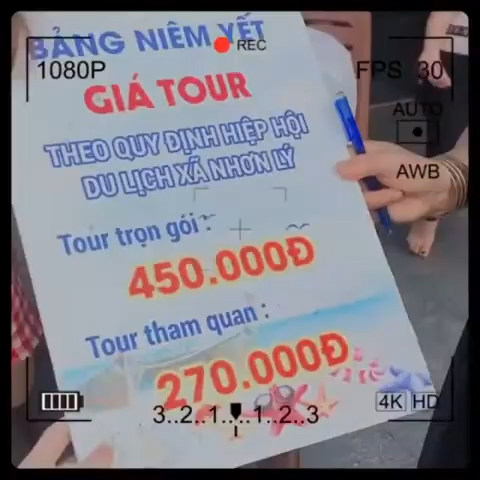 BẢNG NIÊM YẾT
REC
1080P
FPS 30
GIÁ TOUR
AUTO
THEO QUY ĐỊNH HIỆP HỘI
DU LỊCH XÃ NHƠN LÝ
AWB
Tour trọn gói :
450.000Đ
Tour tham quan :
270.000Đ
3..2..1..1..2..3
4K HD